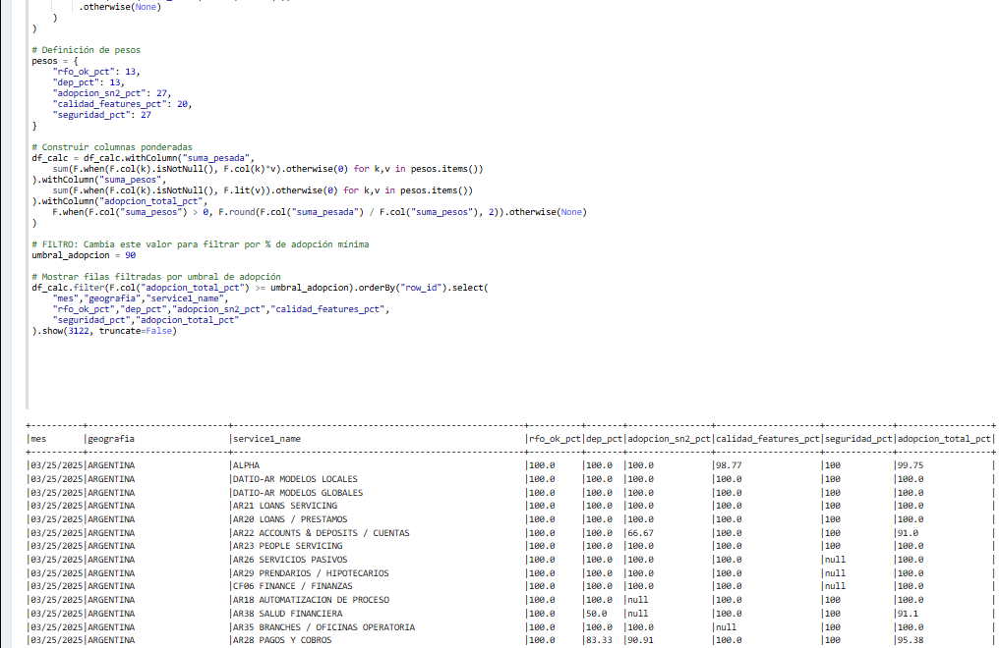 .otherwise(None)
)
)
# Definición de pesos
pesos = {
"rfo_ok_pct": 13,
"dep_pct": 13,
"adopcion_sn2_pct": 27,
"calidad_features_pct": 20,
"seguridad_pct": 27
}
# Construir columnas ponderadas
df_calc = df_calc.withColumn("suma_pesada",
sum(F.when(F.col(k).isNotNull(), F.col(k)*v).otherwise(0) for k,v in pesos.items())
).withColumn("suma_pesos",
sum(F.when(F.col(k).isNotNull(), F.lit(v)).otherwise(0) for k,v in pesos.items())
).withColumn("adopcion_total_pct",
F.when(F.col("suma_pesos") > 0, F.round(F.col("suma_pesada") / F.col("suma_pesos"), 2)).otherwise(None)
)
# FILTRO: Cambia este valor para filtrar por % de adopción mínima
umbral_adopcion = 90
# Mostrar filas filtradas por umbral de adopción
df_calc.filter(F.col("adopcion_total_pct") >= umbral_adopcion).orderBy("row_id").select(
"mes","geografia","service1_name",
"rfo_ok_pct","dep_pct","adopcion_sn2_pct","calidad_features_pct",
"seguridad_pct","adopcion_total_pct"
).show(3122, truncate=False)
|mes |geografia |service1_name |rfo_ok_pct|dep_pct|adopcion_sn2_pct|calidad_features_pct|seguridad_pct|adopcion_total_pct|
|03/25/2025|ARGENTINA |ALPHA |100.0 |100.0 |100.0 |98.77 |100 |99.75 |
|03/25/2025|ARGENTINA |DATIO-AR MODELOS LOCALES |100.0 |100.0 |100.0 |100.0 |100 |100.0 |
|03/25/2025|ARGENTINA |DATIO-AR MODELOS GLOBALES |100.0 |100.0 |100.0 |100.0 |100 |100.0 |
|03/25/2025|ARGENTINA |AR21 LOANS SERVICING |100.0 |100.0 |100.0 |100.0 |100 |100.0 |
|03/25/2025|ARGENTINA |AR20 LOANS / PRESTAMOS |100.0 |100.0 |100.0 |100.0 |100 |100.0 |
|03/25/2025|ARGENTINA |AR22 ACCOUNTS & DEPOSITS / CUENTAS |100.0 |100.0 |66.67 |100.0 |100 |91.0 |
|03/25/2025|ARGENTINA |AR23 PEOPLE SERVICING |100.0 |100.0 |100.0 |100.0 |100 |100.0 |
|03/25/2025|ARGENTINA |AR26 SERVICIOS PASIVOS |100.0 |100.0 |100.0 |100.0 |null |100.0 |
|03/25/2025|ARGENTINA |AR29 PRENDARIOS / HIPOTECARIOS |100.0 |100.0 |100.0 |100.0 |null |100.0 |
|03/25/2025|ARGENTINA |CF06 FINANCE / FINANZAS |100.0 |100.0 |100.0 |100.0 |null |100.0 |
|03/25/2025|ARGENTINA |AR18 AUTOMATIZACION DE PROCESO |100.0 |100.0 |null |100.0 |100 |100.0 |
|03/25/2025|ARGENTINA |AR38 SALUD FINANCIERA |100.0 |50.0 |null |100.0 |100 |91.1 |
|03/25/2025|ARGENTINA |AR35 BRANCHES / OFICINAS OPERATORIA |100.0 |100.0 |100.0 |null |100 |100.0 |
|03/25/2025|ARGENTINA |AR28 PAGOS Y COBROS |100.0 |83.33 |90.91 |100.0 |100 |95.38 |